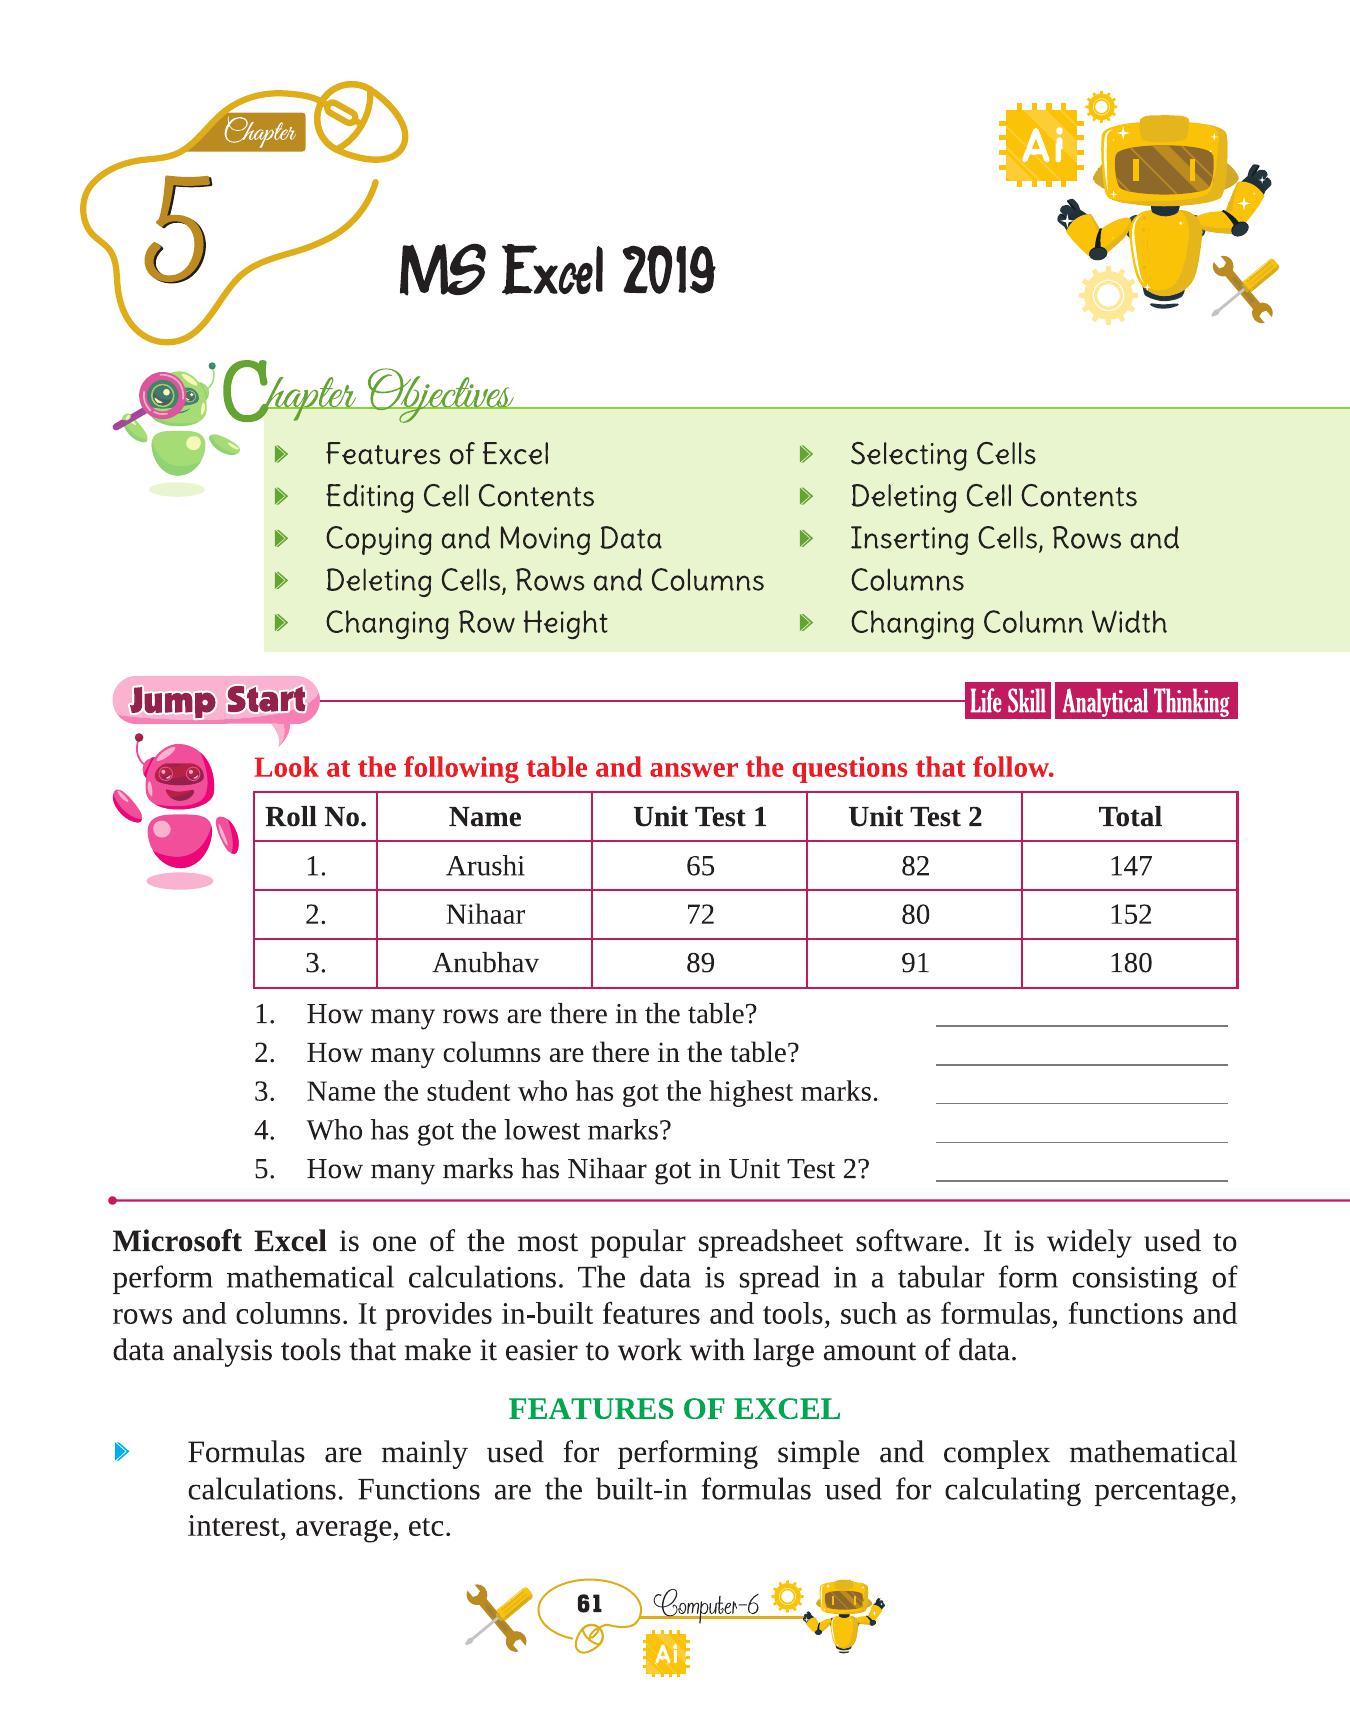 Chapter
5
Ai
MS Excel 2019
Chapter Objectives
Features of Excel
Editing Cell Contents
Copying and Moving Data
Deleting Cells, Rows and Columns
Changing Row Height
Selecting Cells
Deleting Cell Contents
Inserting Cells, Rows and
Columns
Changing Column Width
Jump Start
Life Skill Analytical Thinking
Look at the following table and answer the questions that follow.
Roll No. Name Unit Test 1 Unit Test 2 Total
1. Arushi 65 82 147
2. Nihaar 72 80 152
3. Anubhav 89 91 180
1. How many rows are there in the table?
2. How many columns are there in the table?
3. Name the student who has got the highest marks.
4. Who has got the lowest marks?
5. How many marks has Nihaar got in Unit Test 2?
Microsoft Excel is one of the most popular spreadsheet software. It is widely used to
perform mathematical calculations. The data is spread in a tabular form consisting of
rows and columns. It provides in-built features and tools, such as formulas, functions and
data analysis tools that make it easier to work with large amount of data.
FEATURES OF EXCEL
Formulas are mainly used for performing simple and complex mathematical
calculations. Functions are the built-in formulas used for calculating percentage,
interest, average, etc.
61
Computer-6
Ai